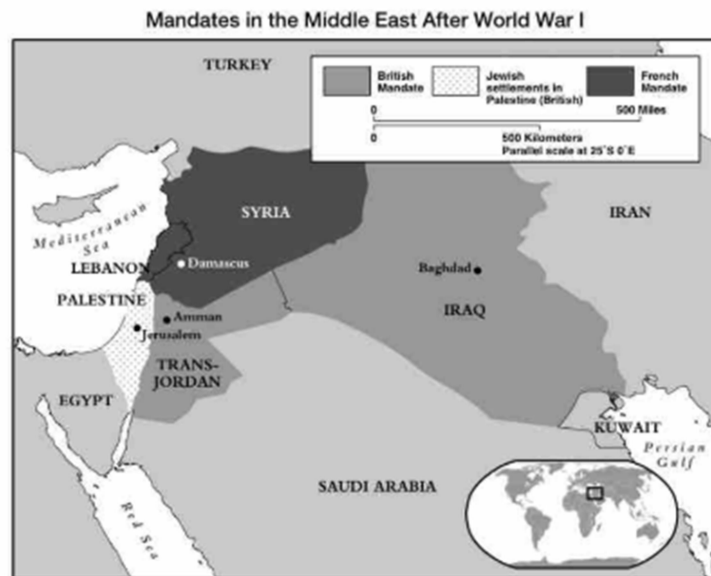 Mandates in the Middle East After World War I
TURKEY
British
Mandate
Jewish
settlements in
Palestine (British)
French
Mandate
0
500 Miles
0
500 Kilometers
Parallel scale at 25°S 0°E
SYRIA
IRAN
Mediterranean
Sea
LEBANON
Damascus
Baghdad
PALESTINE
Amman
IRAQ
Jerusalem
TRANS-
JORDAN
EGYPT
KUWAIT
Persian
Gulf
SAUDI ARABIA
Red Sea